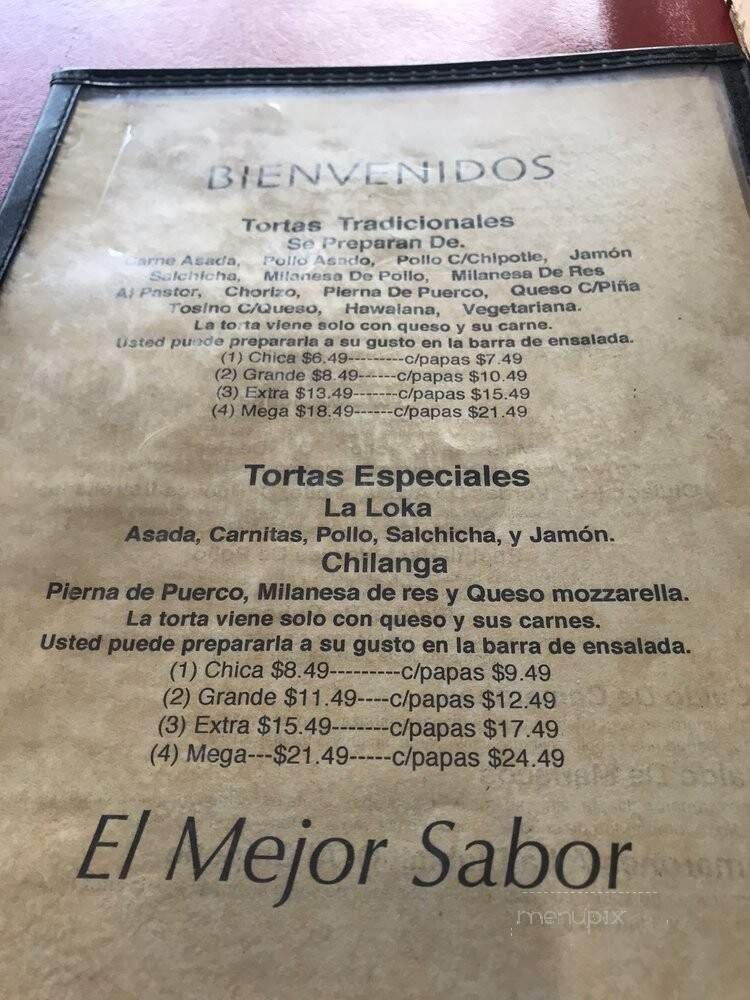 BIENVENIDOS
Tortas Tradicionales
Se Preparan De.
Carne Asada, Pollo Asado, Pollo C/Chipotle, Jamón
Salchicha, Milanesa De Pollo, Milanesa De Res
Al Pastor, Chorizo, Pierna De Puerco, Queso C/Piña
Tosino C/Queso, Hawaiana, Vegetariana.
La torta viene solo con queso y su carne.
Usted puede prepararla a su gusto en la barra de ensalada.
(1) Chica $6.49---------c/papas $7.49
(2) Grande $8.49------c/papas $10.49
(3) Extra $13.49-------c/papas $15.49
(4) Mega $18.49------c/papas $21.49
Tortas Especiales
La Loka
Asada, Carnitas, Pollo, Salchicha, y Jamón.
Chilanga
Pierna de Puerco, Milanesa de res y Queso mozzarella.
La torta viene solo con queso y sus carnes.
Usted puede prepararla a su gusto en la barra de ensalada.
(1) Chica $8.49---------c/papas $9.49
(2) Grande $11.49----c/papas $12.49
(3) Extra $15.49-------c/papas $17.49
(4) Mega---$21.49-----c/papas $24.49
El Mejor Sabor
menupix